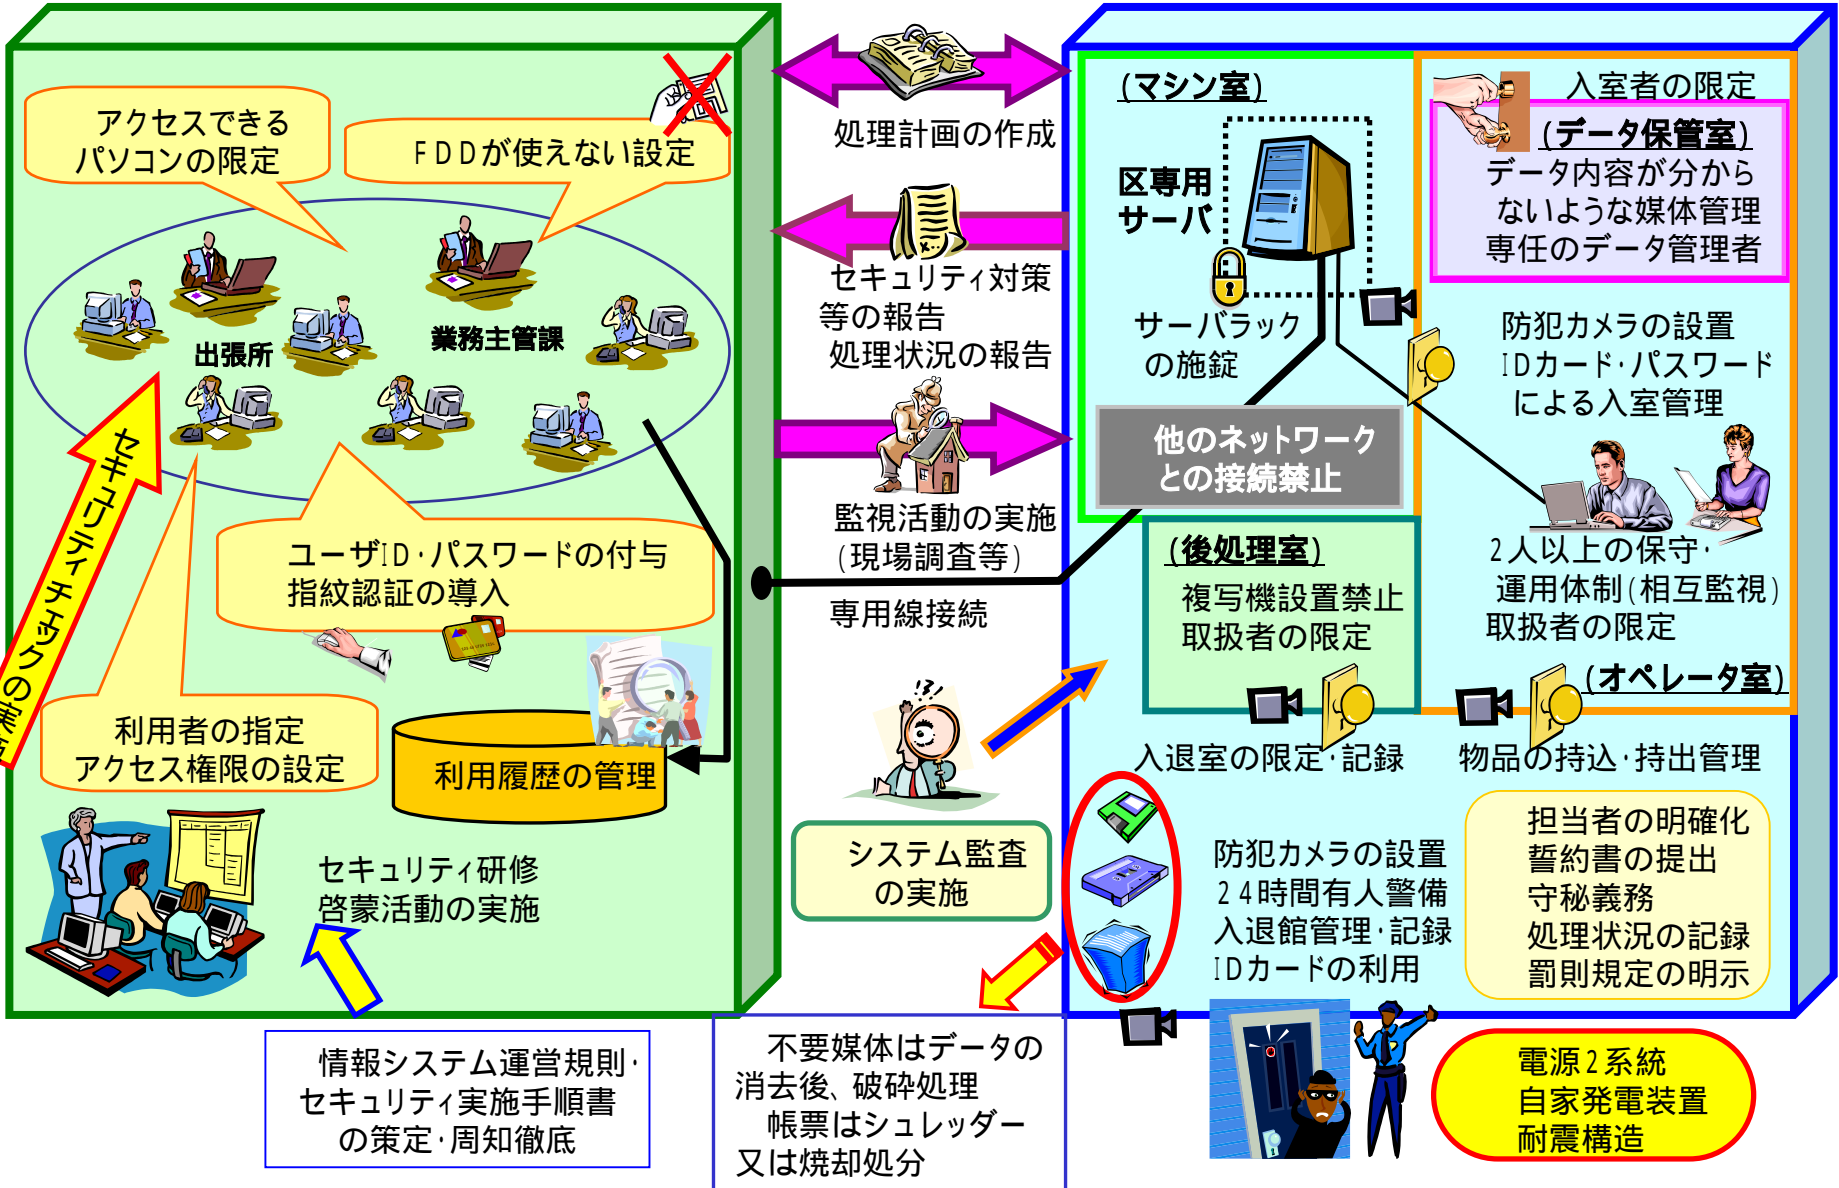 アクセスできる
パソコンの限定
FDDが使えない設定
出張所
業務主管課
ユーザID・パスワードの付与
指紋認証の導入
セキュリティチェックの実
利用者の指定
アクセス権限の設定
利用履歴の管理
セキュリティ研修
啓蒙活動の実施
情報システム運営規則・
セキュリティ実施手順書
の策定・周知徹底
処理計画の作成
セキュリティ対策
等の報告
処理状況の報告
監視活動の実施
(現場調査等)
専用線接続
!?
システム監査
の実施
不要媒体はデータの
消去後、破砕処理
帳票はシュレッダー
又は焼却処分
(マシン室)
区専用
サーバ
サーバラック
の施錠
他のネットワーク
との接続禁止
入室者の限定
(データ保管室)
データ内容が分から
ないような媒体管理
専任のデータ管理者
防犯カメラの設置
IDカード・パスワード
による入室管理
2人以上の保守・
運用体制(相互監視)
取扱者の限定
(オペレータ室)
(後処理室)
複写機設置禁止
取扱者の限定
入退室の限定・記録
物品の持込・持出管理
防犯カメラの設置
24時間有人警備
入退館管理・記録
IDカードの利用
担当者の明確化
誓約書の提出
守秘義務
処理状況の記録
罰則規定の明示
電源2系統
自家発電装置
耐震構造